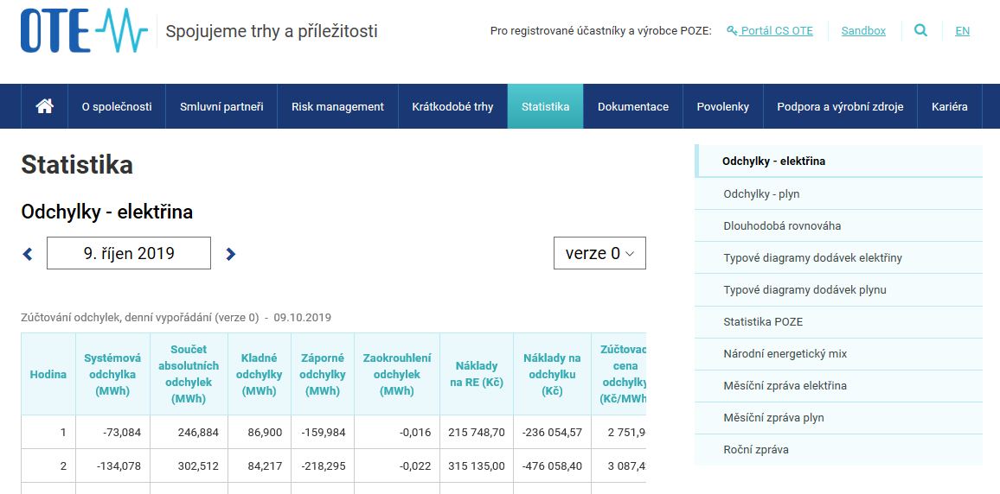 OTE Spojujeme trhy a příležitosti
Pro registrované účastníky a výrobce POZE: Portál CS OTE Sandbox EN
O společnosti Smluvní partneři Risk management Krátkodobé trhy Statistika Dokumentace Povolenky Podpora a výrobní zdroje Kariéra
Statistika
Odchylky - elektřina
9. říjen 2019
verze 0
Zúčtování odchylek, denní vypořádání (verze 0) - 09.10.2019
Hodina
Systémová
odchylka
(MWh)
Součet
absolutních
odchylek
(MWh)
Kladné
odchylky
(MWh)
Záporné
odchylky
(MWh)
Zaokrouhlení
odchylek
(MWh)
Náklady
na RE (Kč)
Náklady na
odchylku
(Kč)
cena
odchylky
(Kč/MWh
1 -73,084 246,884 86,900 -159,984 -0,016 215 748,70 -236 054,57 2 751,9
2 -134,078 302,512 84,217 -218,295 -0,022 315 135,00 -476 058,40 3 087,4
Odchylky - elektřina
Odchylky - plyn
Dlouhodobá rovnováha
Typové diagramy dodávek elektřiny
Typové diagramy dodávek plynu
Statistika POZE
Národní energetický mix
Měsíční zpráva elektřina
Měsíční zpráva plyn
Roční zpráva